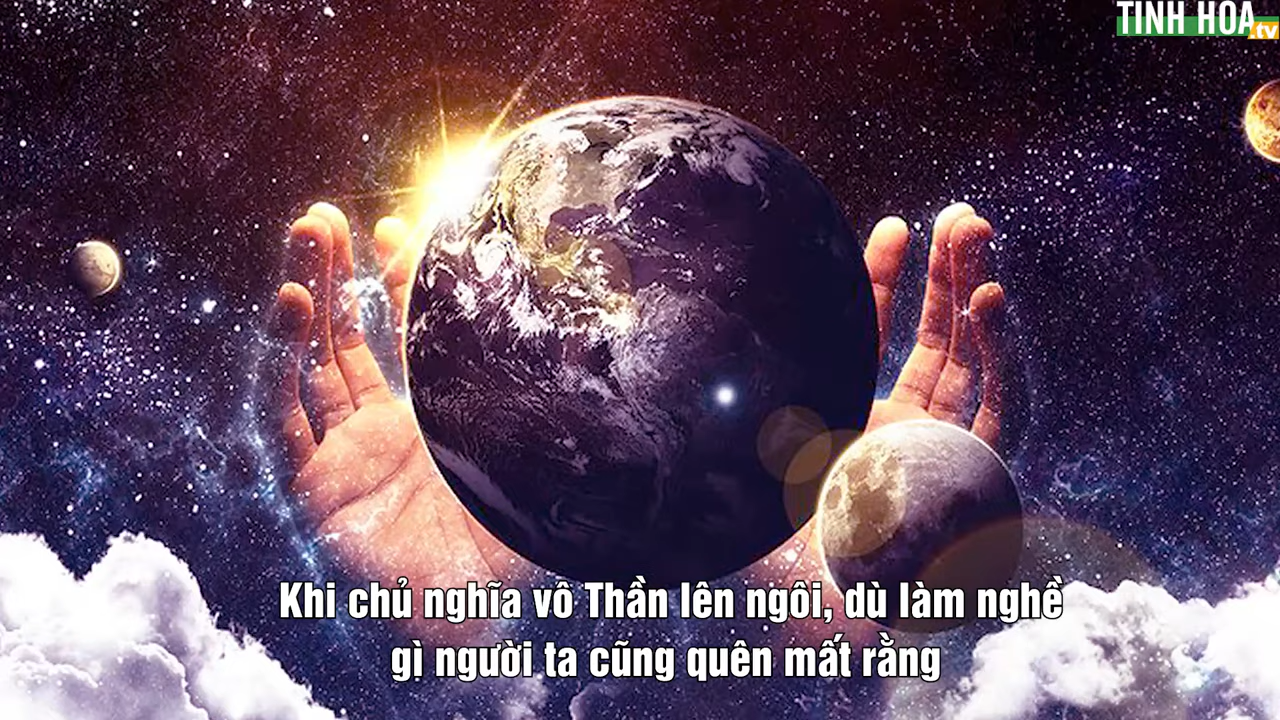 TINH HOA
.tv
Khi chủ nghĩa vô Thần lên ngôi, dù làm nghề
gì người ta cũng quên mất rằng